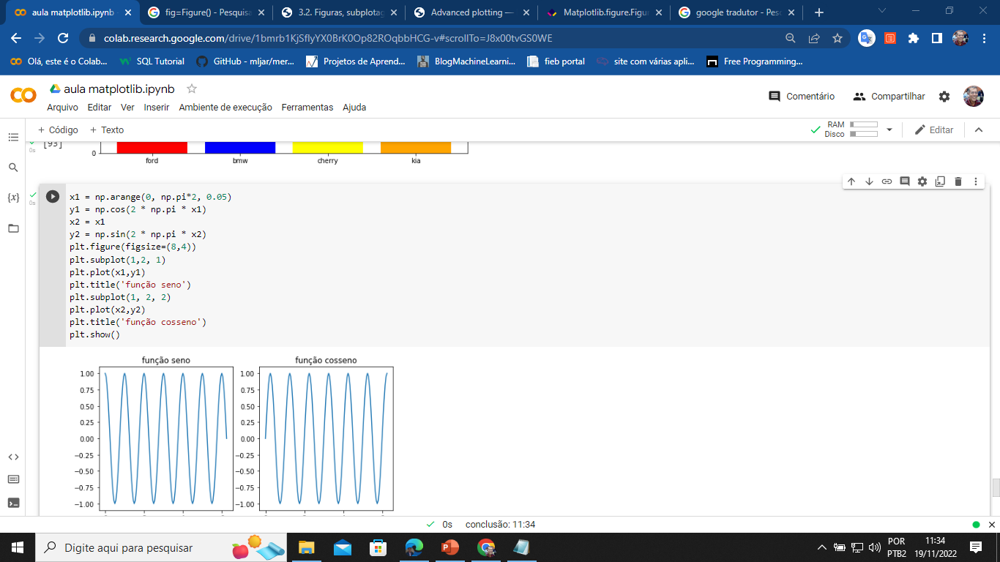 aula matplotlib.ipynb
fig=Figure() - Pesquisa
3.2. Figuras, subplotag
Advanced plotting —
Matplotlib.figure.Figur
google tradutor - Pes
colab.research.google.com/drive/1bmrb1KjSflyYX0BrK0Op82ROqbbHCG-v#scrollTo=J8x00tvGS0WE
Olá, este é o Colab...
SQL Tutorial
GitHub - mljar/mer...
Projetos de Aprend...
BlogMachineLearni...
fieb portal
site com várias apli...
Free Programming...
aula matplotlib.ipynb
Comentário
Compartilhar
Arquivo Editar Ver Inserir Ambiente de execução Ferramentas Ajuda
+ Código + Texto
RAM
Disco
Editar
[93]
0s
0
ford bmw cherry kia
{x}
0s
x1 = np.arange(0, np.pi*2, 0.05)
y1 = np.cos(2 * np.pi * x1)
x2 = x1
y2 = np.sin(2 * np.pi * x2)
plt.figure(figsize=(8,4))
plt.subplot(1,2, 1)
plt.plot(x1,y1)
plt.title('função seno')
plt.subplot(1, 2, 2)
plt.plot(x2,y2)
plt.title('função cosseno')
plt.show()
função seno
1.00
0.75
0.50
0.25
0.00
−0.25
−0.50
−0.75
−1.00
função cosseno
1.00
0.75
0.50
0.25
0.00
−0.25
−0.50
−0.75
−1.00
0s conclusão: 11:34
Digite aqui para pesquisar
POR
PTB2
11:34
19/11/2022